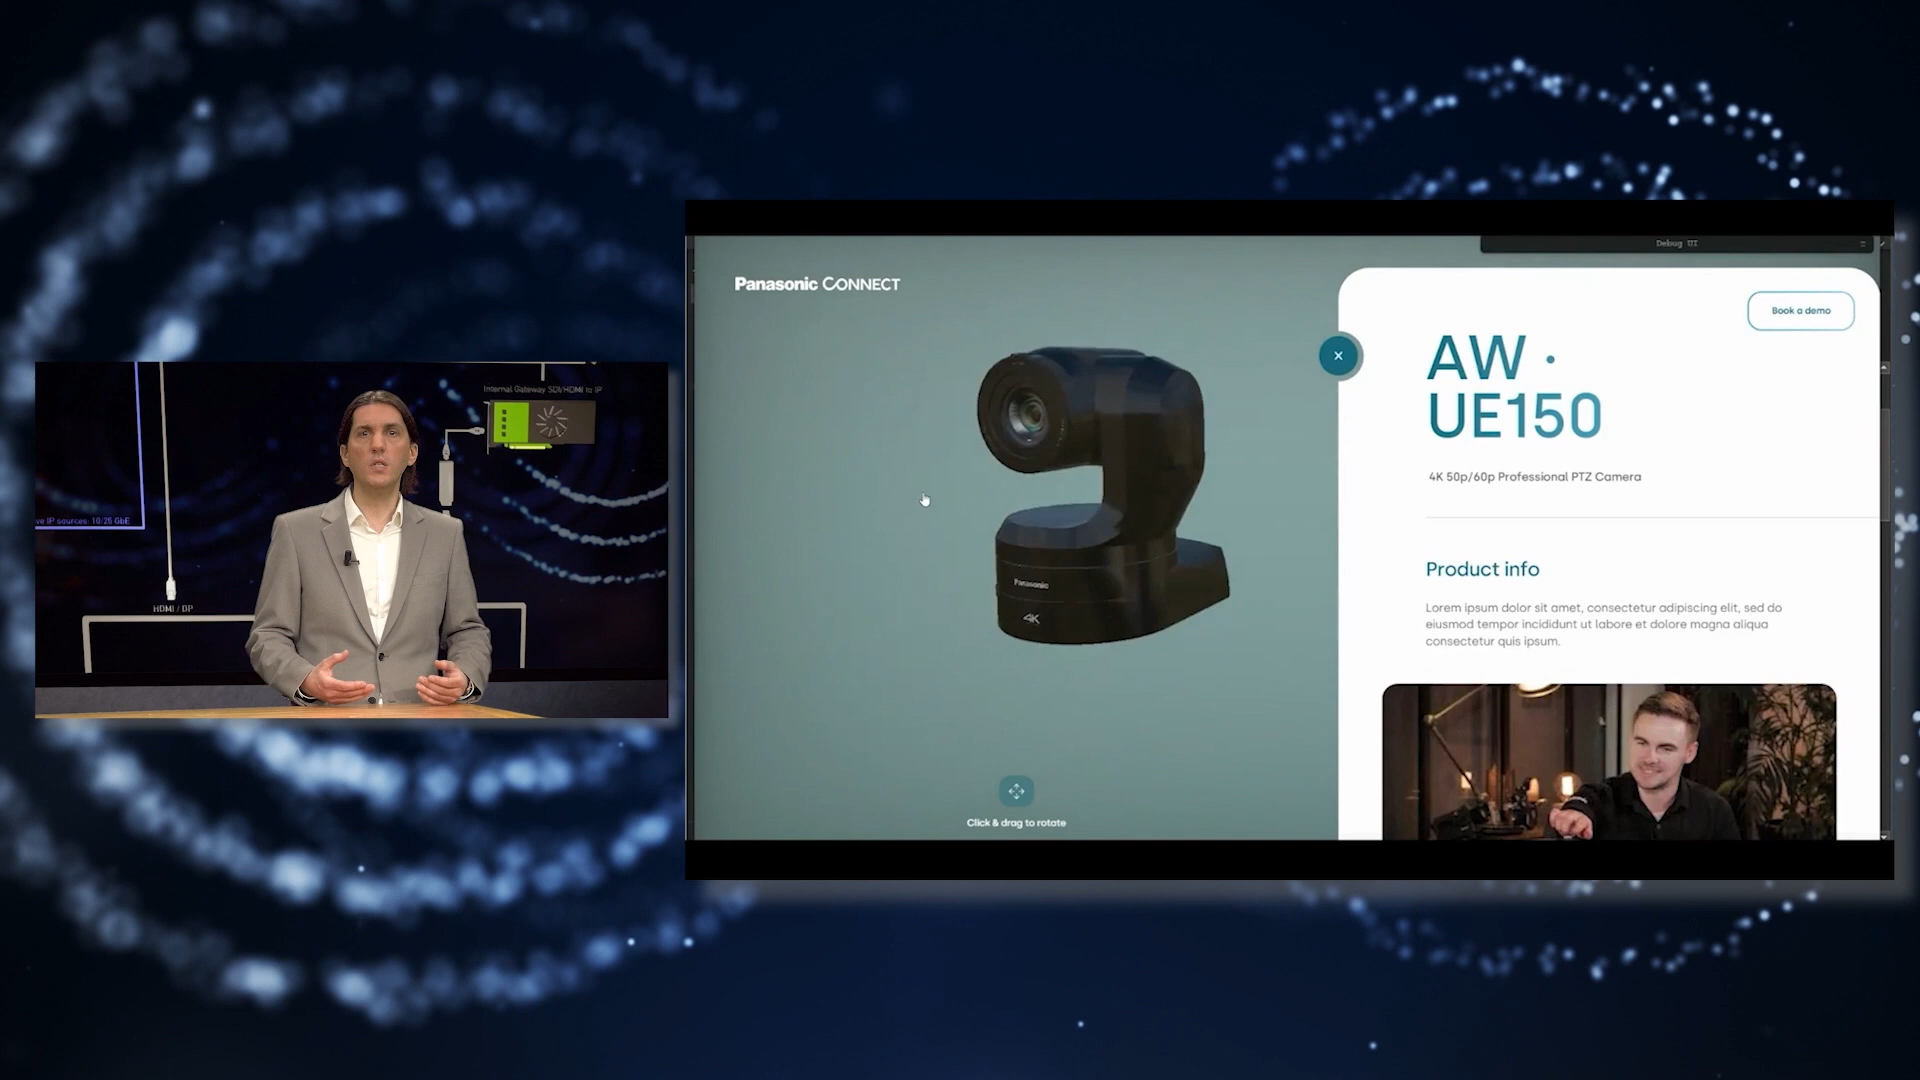 Internal Gateway SDI/HDMI to IP
ve IP sources: 10/25 GbE
HDMI / DP
Debug UI
Panasonic CONNECT
Book a demo
AW ·
UE150
4K 50p/60p Professional PTZ Camera
Panasonic
4K
Product info
Lorem ipsum dolor sit amet, consectetur adipiscing elit, sed do
eiusmod tempor incididunt ut labore et dolore magna aliqua
consectetur quis ipsum.
Click & drag to rotate